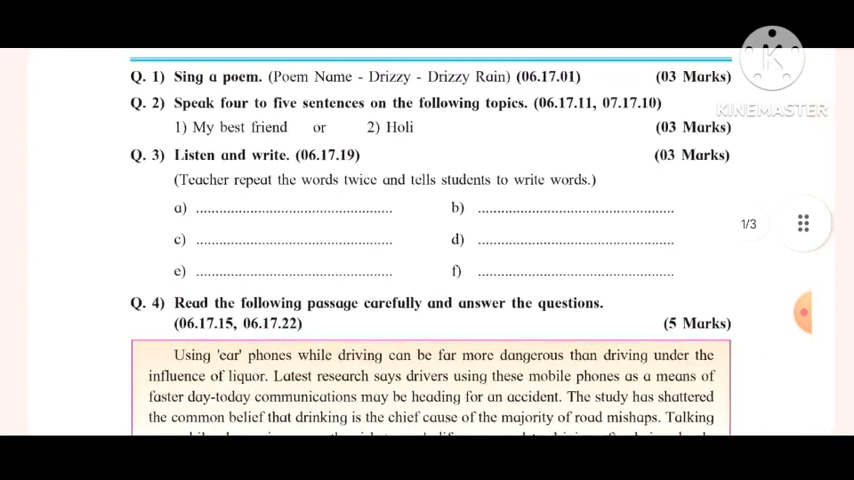 Q. 1) Sing a poem. (Poem Name - Drizzy - Drizzy Rain) (06.17.01) (03 Marks)
KINEMASTER
Q. 2) Speak four to five sentences on the following topics. (06.17.11, 07.17.10)
1) My best friend or 2) Holi (03 Marks)
Q. 3) Listen and write. (06.17.19) (03 Marks)
(Teacher repeat the words twice and tells students to write words.)
a) .................................................. b) ..................................................
1/3
c) .................................................. d) ..................................................
e) .................................................. f) ..................................................
Q. 4) Read the following passage carefully and answer the questions.
(06.17.15, 06.17.22) (5 Marks)
Using 'ear' phones while driving can be far more dangerous than driving under the
influence of liquor. Latest research says drivers using these mobile phones as a means of
faster day-today communications may be heading for an accident. The study has shattered
the common belief that drinking is the chief cause of the majority of road mishaps. Talking